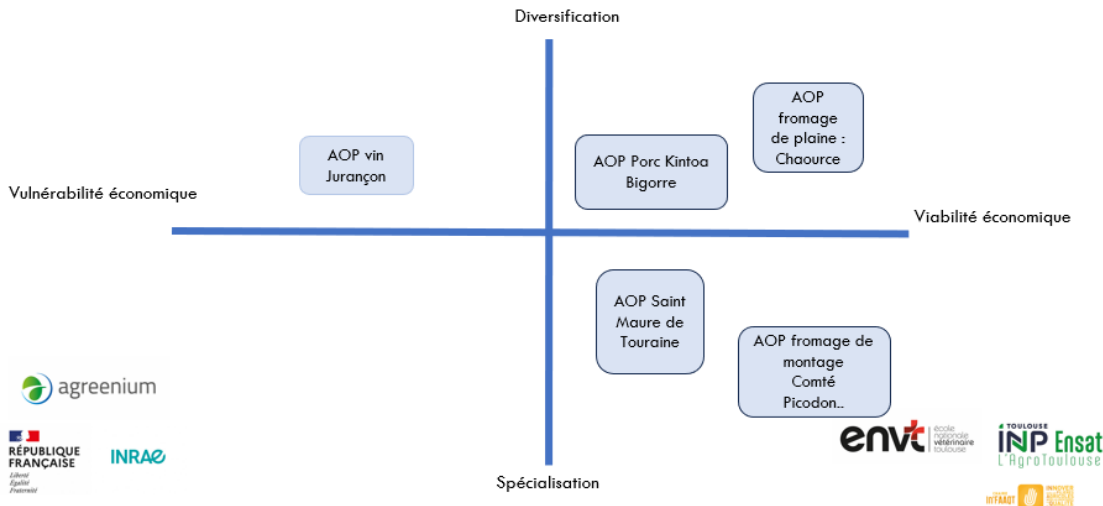 Diversification
AOP
fromage
de plaine :
Chaource
AOP vin
Jurançon
AOP Porc Kintoa
Bigorre
Vulnérabilité économique
Viabilité économique
AOP Saint
Maure de
Touraine
AOP fromage de
montage
Comté
Picodon..
agreenium
RÉPUBLIQUE
FRANÇAISE
Liberté
Égalité
Fraternité
INRAE
envt
école
nationale
vétérinaire
toulouse
TOULOUSE
INP Ensat
L'AgroToulouse
Spécialisation
in'FAAQT